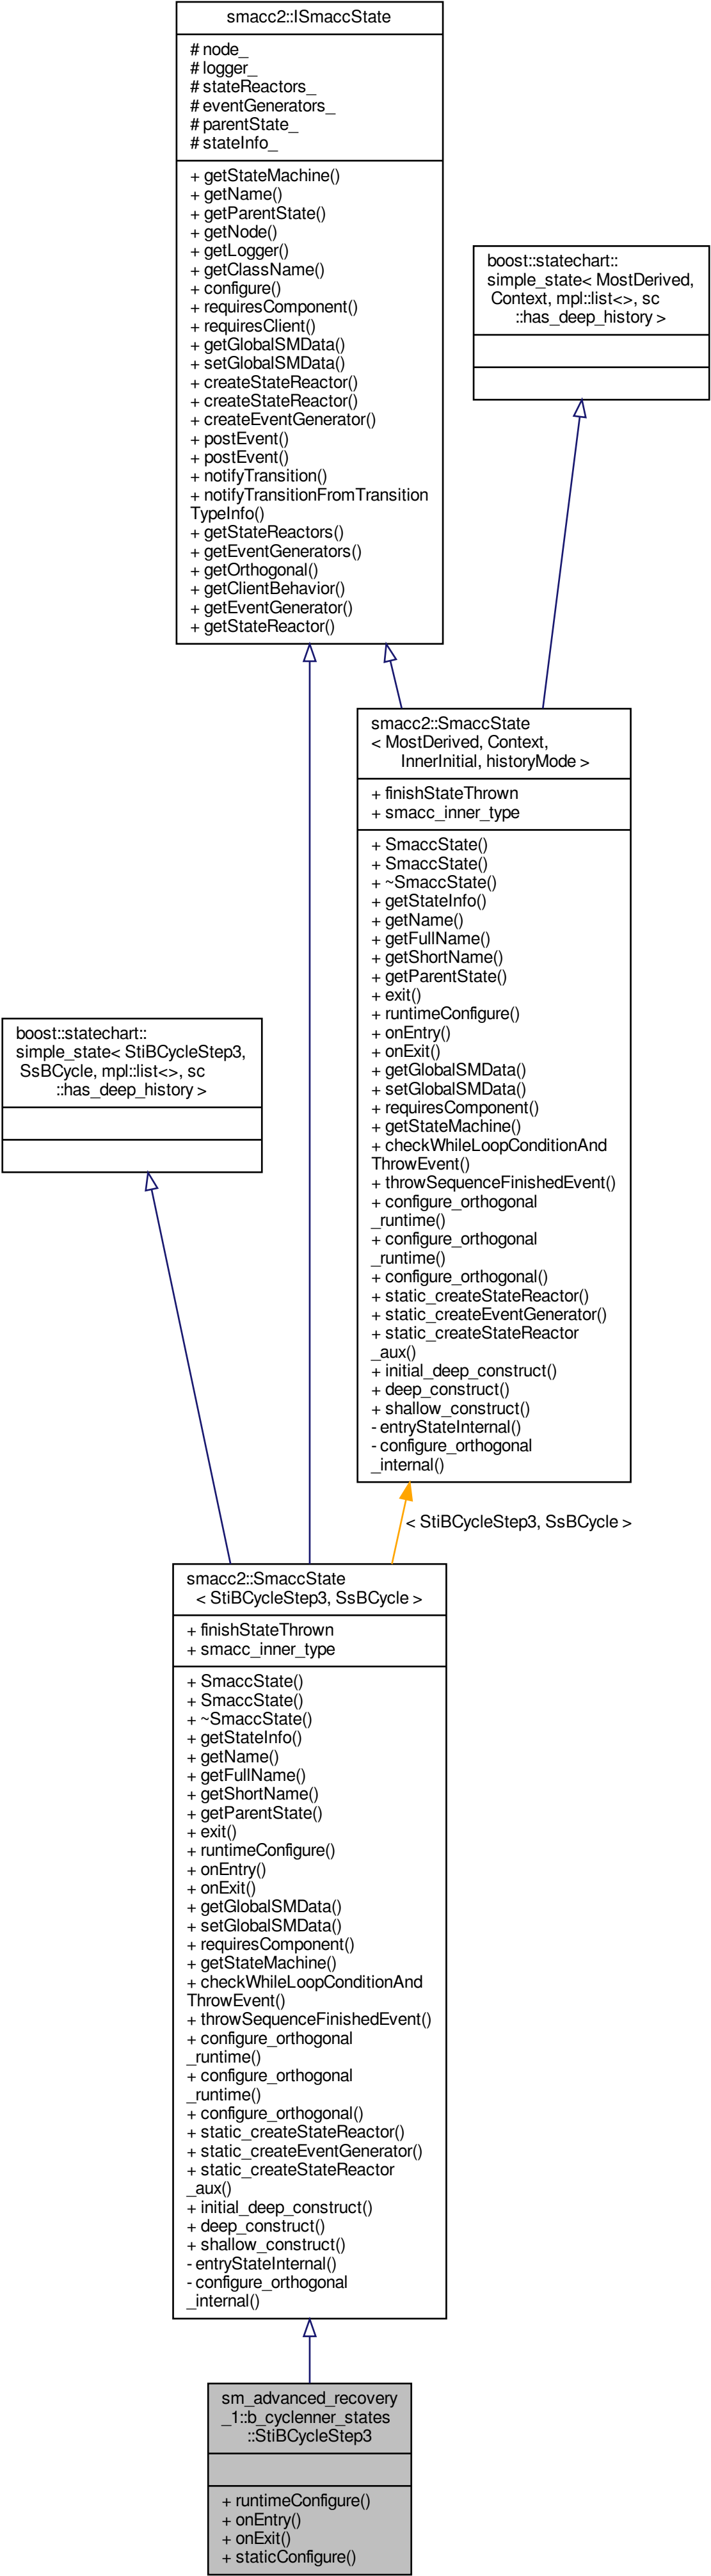 smacc2::ISmaccState
# node_
# logger_
# stateReactors_
# eventGenerators_
# parentState_
# stateInfo_
+ getStateMachine()
+ getName()
+ getParentState()
+ getNode()
+ getLogger()
+ getClassName()
+ configure()
+ requiresComponent()
+ requiresClient()
+ getGlobalSMData()
+ setGlobalSMData()
+ createStateReactor()
+ createStateReactor()
+ createEventGenerator()
+ postEvent()
+ postEvent()
+ notifyTransition()
+ notifyTransitionFromTransition
TypeInfo()
+ getStateReactors()
+ getEventGenerators()
+ getOrthogonal()
+ getClientBehavior()
+ getEventGenerator()
+ getStateReactor()
boost::statechart::
simple_state< MostDerived,
Context, mpl::list<>, sc
::has_deep_history >
smacc2::SmaccState
< MostDerived, Context,
InnerInitial, historyMode >
+ finishStateThrown
+ smacc_inner_type
+ SmaccState()
+ SmaccState()
+ ~SmaccState()
+ getStateInfo()
+ getName()
+ getFullName()
+ getShortName()
+ getParentState()
+ exit()
+ runtimeConfigure()
+ onEntry()
+ onExit()
+ getGlobalSMData()
+ setGlobalSMData()
+ requiresComponent()
+ getStateMachine()
+ checkWhileLoopConditionAnd
ThrowEvent()
+ throwSequenceFinishedEvent()
+ configure_orthogonal
_runtime()
+ configure_orthogonal
_runtime()
+ configure_orthogonal()
+ static_createStateReactor()
+ static_createEventGenerator()
+ static_createStateReactor
_aux()
+ initial_deep_construct()
+ deep_construct()
+ shallow_construct()
- entryStateInternal()
- configure_orthogonal
_internal()
boost::statechart::
simple_state< StiBCycleStep3,
SsBCycle, mpl::list<>, sc
::has_deep_history >
< StiBCycleStep3, SsBCycle >
smacc2::SmaccState
< StiBCycleStep3, SsBCycle >
+ finishStateThrown
+ smacc_inner_type
+ SmaccState()
+ SmaccState()
+ ~SmaccState()
+ getStateInfo()
+ getName()
+ getFullName()
+ getShortName()
+ getParentState()
+ exit()
+ runtimeConfigure()
+ onEntry()
+ onExit()
+ getGlobalSMData()
+ setGlobalSMData()
+ requiresComponent()
+ getStateMachine()
+ checkWhileLoopConditionAnd
ThrowEvent()
+ throwSequenceFinishedEvent()
+ configure_orthogonal
_runtime()
+ configure_orthogonal
_runtime()
+ configure_orthogonal()
+ static_createStateReactor()
+ static_createEventGenerator()
+ static_createStateReactor
_aux()
+ initial_deep_construct()
+ deep_construct()
+ shallow_construct()
- entryStateInternal()
- configure_orthogonal
_internal()
sm_advanced_recovery
_1::b_cyclenner_states
::StiBCycleStep3
+ runtimeConfigure()
+ onEntry()
+ onExit()
+ staticConfigure()